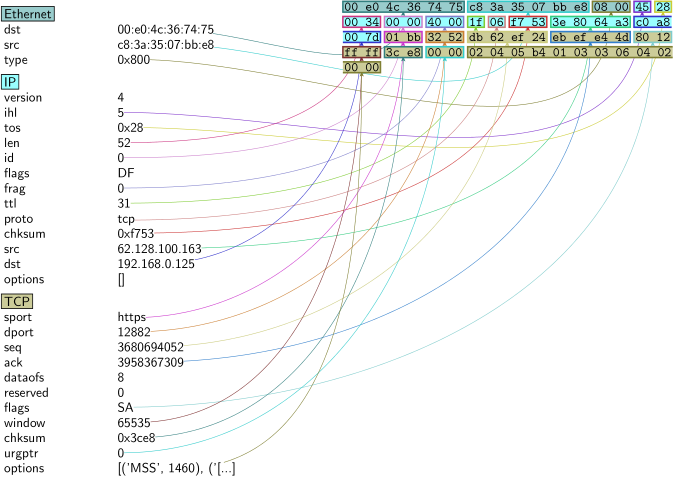 Ethernet
dst 00:e0:4c:36:74:75
src c8:3a:35:07:bb:e8
type 0x800
IP
version 4
ihl 5
tos 0x28
len 52
id 0
flags DF
frag 0
ttl 31
proto tcp
chksum 0xf753
src 62.128.100.163
dst 192.168.0.125
options []
TCP
sport https
dport 12882
seq 3680694052
ack 3958367309
dataofs 8
reserved 0
flags SA
window 65535
chksum 0x3ce8
urgptr 0
options [('MSS', 1460), ('[...]
00 e0 4c 36 74 75 c8 3a 35 07 bb e8 08 00 45 28
00 34 00 00 40 00 1f 06 f7 53 3e 80 64 a3 c0 a8
00 7d 01 bb 32 52 db 62 ef 24 eb ef e4 4d 80 12
ff ff 3c e8 00 00 02 04 05 b4 01 03 03 06 04 02
00 00